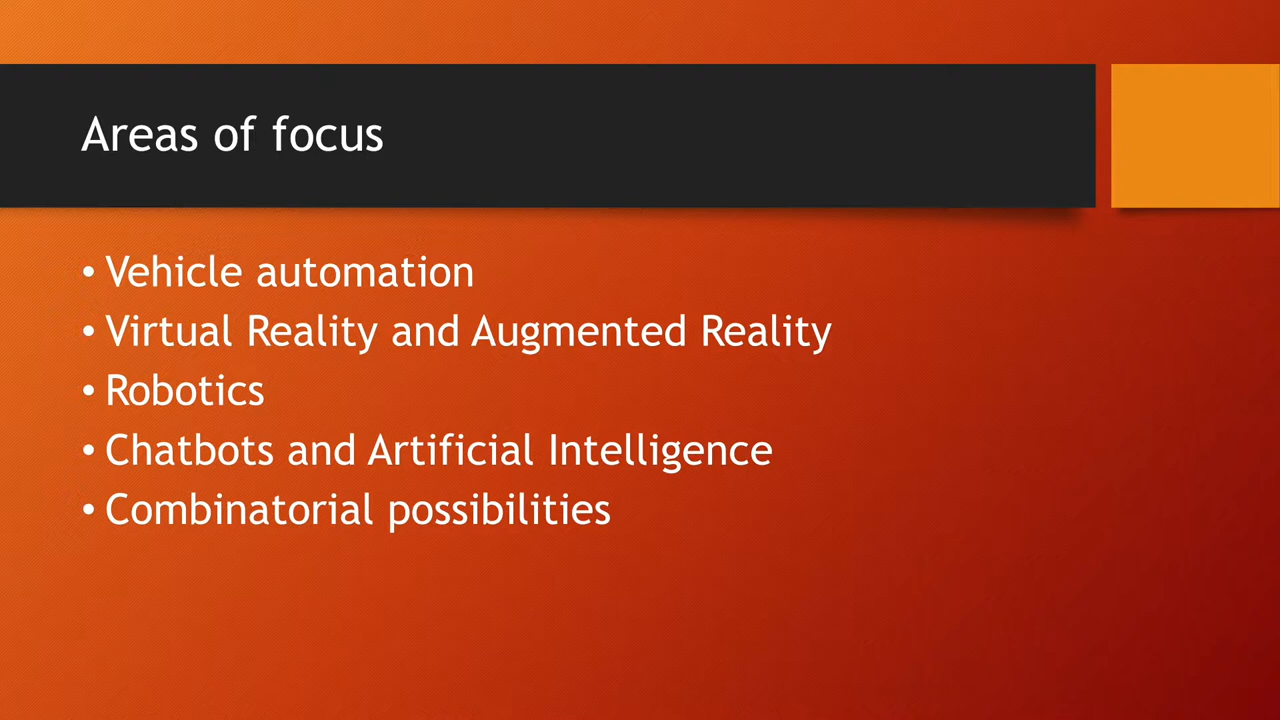 Areas of focus
• Vehicle automation
• Virtual Reality and Augmented Reality
• Robotics
• Chatbots and Artificial Intelligence
• Combinatorial possibilities